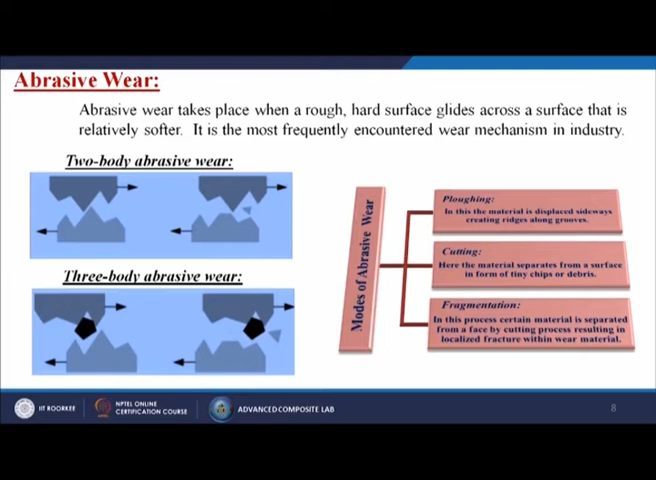 Abrasive Wear:
Abrasive wear takes place when a rough, hard surface glides across a surface that is
relatively softer. It is the most frequently encountered wear mechanism in industry.
Two-body abrasive wear:
Three-body abrasive wear:
Modes of Abrasive Wear
Ploughing:
In this the material is displaced sideways
creating ridges along grooves.
Cutting:
Here the material separates from a surface
in form of tiny chips or debris.
Fragmentation:
In this process certain material is separated
from a face by cutting process resulting in
localized fracture within wear material.
IIT ROORKEE
NPTEL ONLINE
CERTIFICATION COURSE
ADVANCED COMPOSITE LAB
8